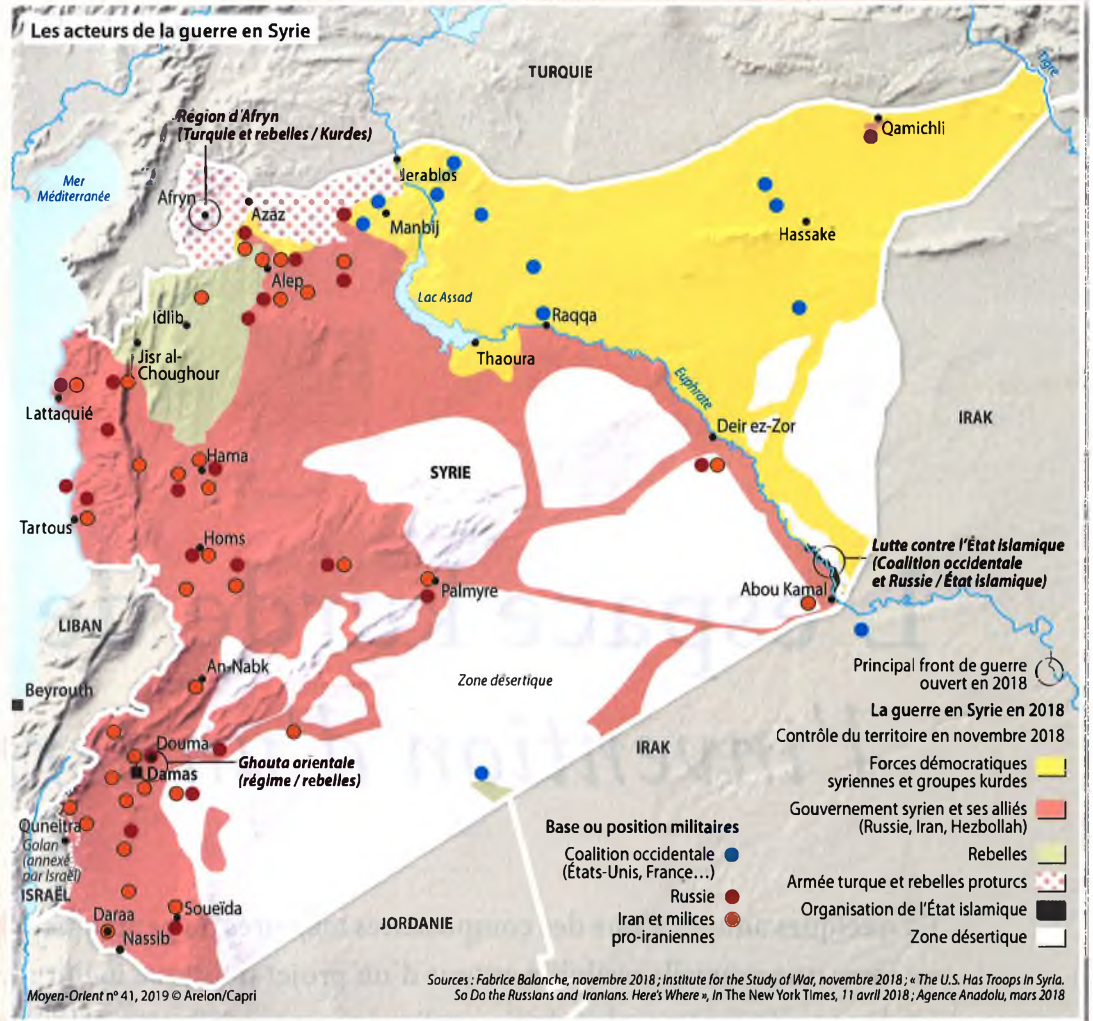 Les acteurs de la guerre en Syrie
TURQUIE
Tigre
Région d'Afryn
(Turquie et rebelles / Kurdes)
Qamichli
Mer
Méditerranée
Jerablos
Afryn
Azaz
Manbij
Hassaké
Alep
Lac Assad
Idlib
Raqqa
Jisr al-
Choughour
Thaoura
Euphrate
Lattaquié
Deir ez-Zor
IRAK
Hama
SYRIE
Tartous
Homs
Lutte contre l'État islamique
(Coalition occidentale
et Russie / État islamique)
Palmyre
Abou Kamal
LIBAN
An-Nabk
Zone désertique
Beyrouth
Principal front de guerre
ouvert en 2018
La guerre en Syrie en 2018
Contrôle du territoire en novembre 2018
Forces démocratiques
syriennes et groupes kurdes
Gouvernement syrien et ses alliés
(Russie, Iran, Hezbollah)
Rebelles
Armée turque et rebelles proturcs
Organisation de l'État islamique
Zone désertique
IRAK
Douma
Ghouta orientale
(régime / rebelles)
Damas
Base ou position militaires
Coalition occidentale
(États-Unis, France…)
Russie
Iran et milices
pro-iraniennes
Quneitra
Golan
(annexé
par Israël)
ISRAËL
Daraa
Soueïda
Nassib
JORDANIE
Sources : Fabrice Balanche, novembre 2018 ; Institute for the Study of War, novembre 2018 ; « The U.S. Has Troops in Syria.
So Do the Russians and Iranians. Here's Where », In The New York Times, 11 avril 2018 ; Agence Anadolu, mars 2018
Moyen-Orient n° 41, 2019 © Areion/Capri